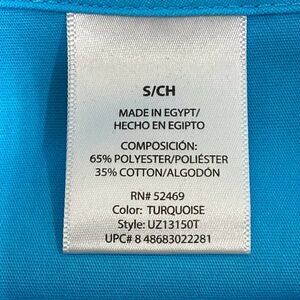 S/CH
MADE IN EGYPT/
HECHO EN EGIPTO
COMPOSICIÓN:
65% POLYESTER/POLIÉSTER
35% COTTON/ALGODÓN
RN# 52469
Color: TURQUOISE
Style: UZ13150T
UPC# 8 48683022281